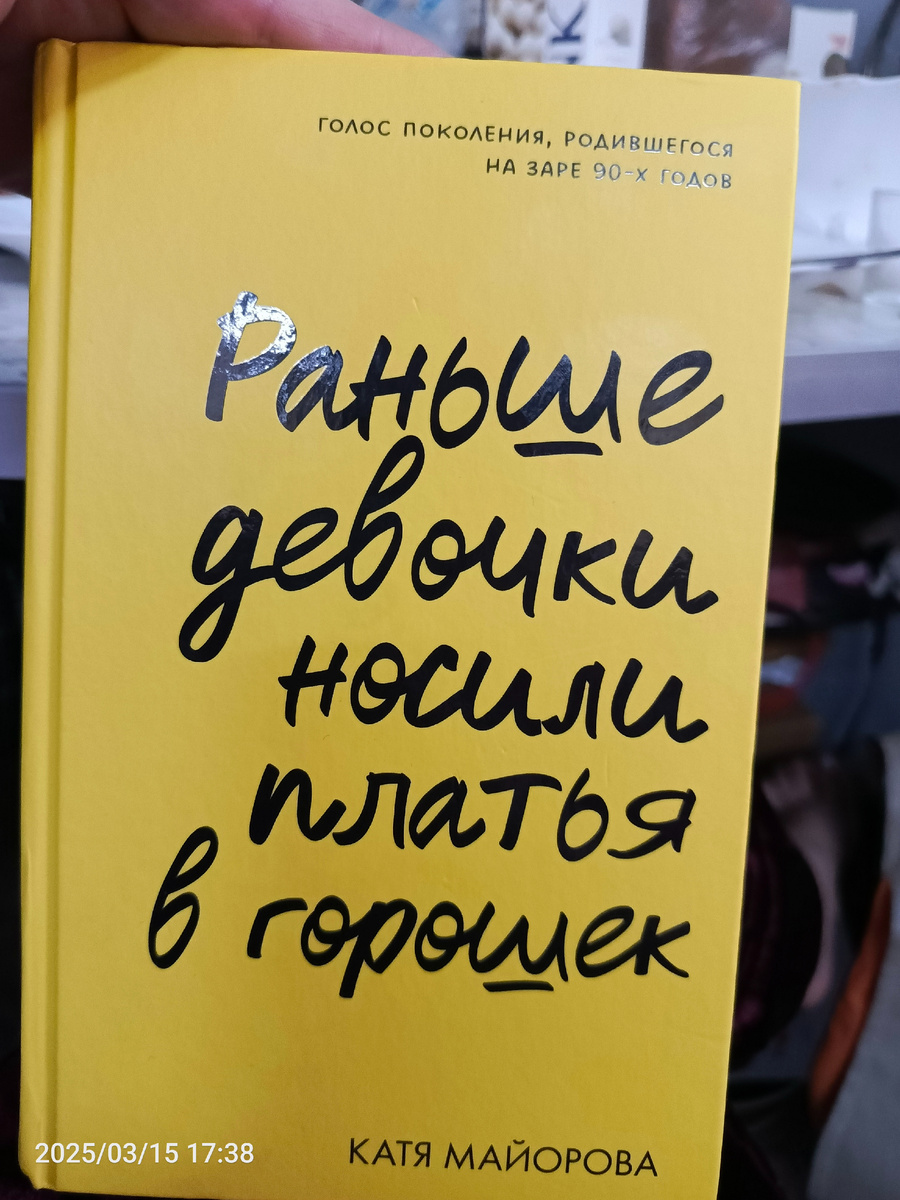 ГОЛОС ПОКОЛЕНИЯ, РОДИВШЕГОСЯ
НА ЗАРЕ 90-Х ГОДОВ
Раньше
девочки
носили
платья
в горошек
КАТЯ МАЙОРОВА
2025/03/15 17:38